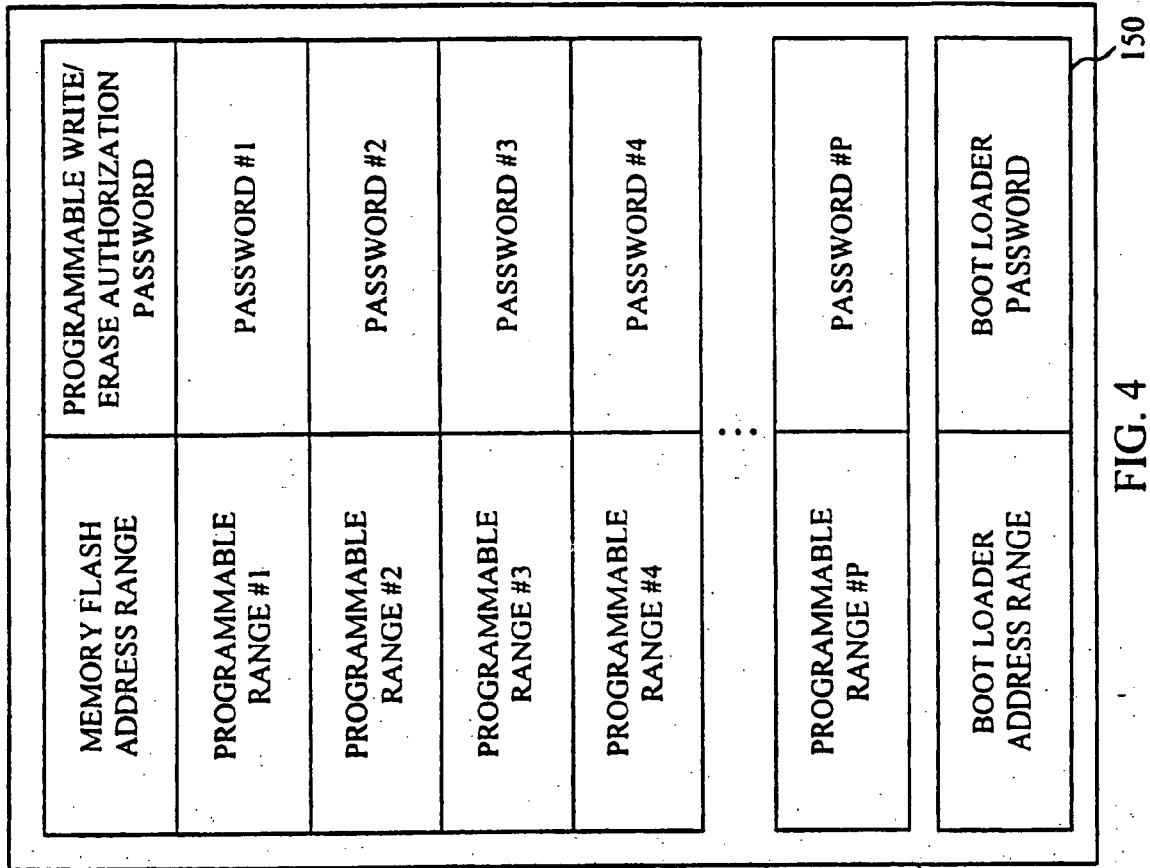 MEMORY FLASH
ADDRESS RANGE
PROGRAMMABLE WRITE/
ERASE AUTHORIZATION
PASSWORD
PROGRAMMABLE
RANGE #1
PASSWORD #1
PROGRAMMABLE
RANGE #2
PASSWORD #2
PROGRAMMABLE
RANGE #3
PASSWORD #3
PROGRAMMABLE
RANGE #4
PASSWORD #4
...
PROGRAMMABLE
RANGE #P
PASSWORD #P
BOOT LOADER
ADDRESS RANGE
BOOT LOADER
PASSWORD
150
FIG. 4